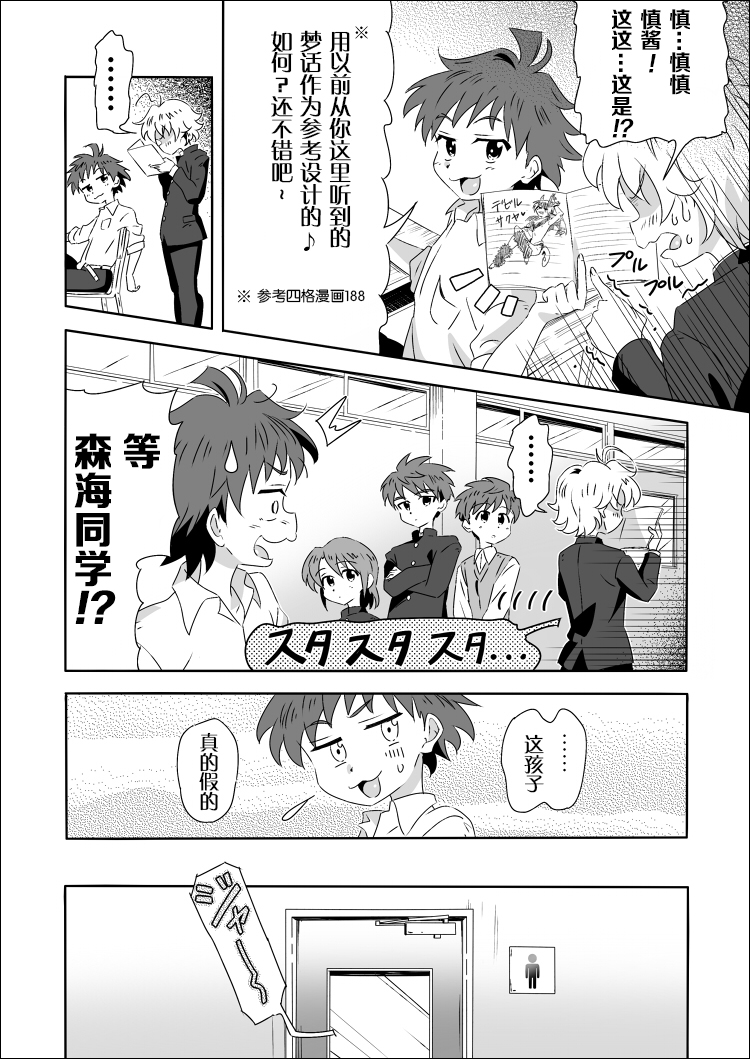 慎…慎慎
慎酱！
这这…这是!?
デビル
サクヤ♥
プル
プル
※
用以前从你这里听到的
梦话作为参考设计的♪
如何？还不错吧～
※ 参考四格漫画188
……
……
等
森海同学!?
スタスタスタ…
……
这孩子
真的假的
ジャー〜